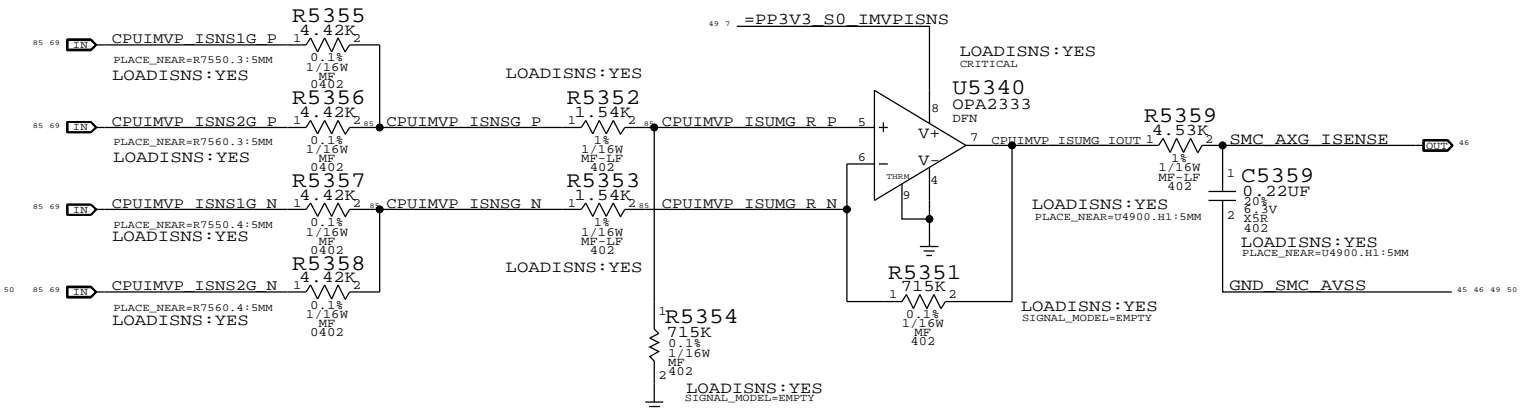 R5355
4.42K
85 69 IN CPUIMVP_ISNS1G_P 1 2
0.1%
PLACE_NEAR=R7550.3:5MM
1/16W
LOADISNS:YES
MF
0402
R5356
4.42K
85 69 IN CPUIMVP_ISNS2G_P 1 2
0.1%
PLACE_NEAR=R7560.3:5MM
1/16W
LOADISNS:YES
MF
0402
R5357
4.42K
85 69 IN CPUIMVP_ISNS1G_N 1 2
0.1%
PLACE_NEAR=R7550.4:5MM
1/16W
LOADISNS:YES
MF
0402
R5358
4.42K
50 85 69 IN CPUIMVP_ISNS2G_N 1 2
0.1%
PLACE_NEAR=R7560.4:5MM
1/16W
LOADISNS:YES
MF
0402
LOADISNS:YES
R5352
1.54K
85 CPUIMVP_ISNSG_P 1 2
1%
1/16W
MF-LF
402
R5353
1.54K
85 CPUIMVP_ISNSG_N 1 2
1%
1/16W
MF-LF
402
LOADISNS:YES
85 CPUIMVP_ISUMG_R_P 5
85 CPUIMVP_ISUMG_R_N
6
1 R5354
715K
0.1%
1/16W
MF
2 402
LOADISNS:YES
SIGNAL_MODEL=EMPTY
49 7 =PP3V3_S0_IMVPISNS
LOADISNS:YES
CRITICAL
U5340
OPA2333
DFN
8
+ V+
7
- V-
THRM
9 4
R5351
715K
1 2
0.1%
1/16W
MF
402
LOADISNS:YES
SIGNAL_MODEL=EMPTY
CPUIMVP_ISUMG_IOUT
R5359
4.53K
1 2
1%
1/16W
MF-LF
402
LOADISNS:YES
PLACE_NEAR=U4900.H1:5MM
SMC_AXG_ISENSE OUT 46
1 C5359
0.22UF
20%
6.3V
2 X5R
402
LOADISNS:YES
PLACE_NEAR=U4900.H1:5MM
GND_SMC_AVSS 45 46 49 50